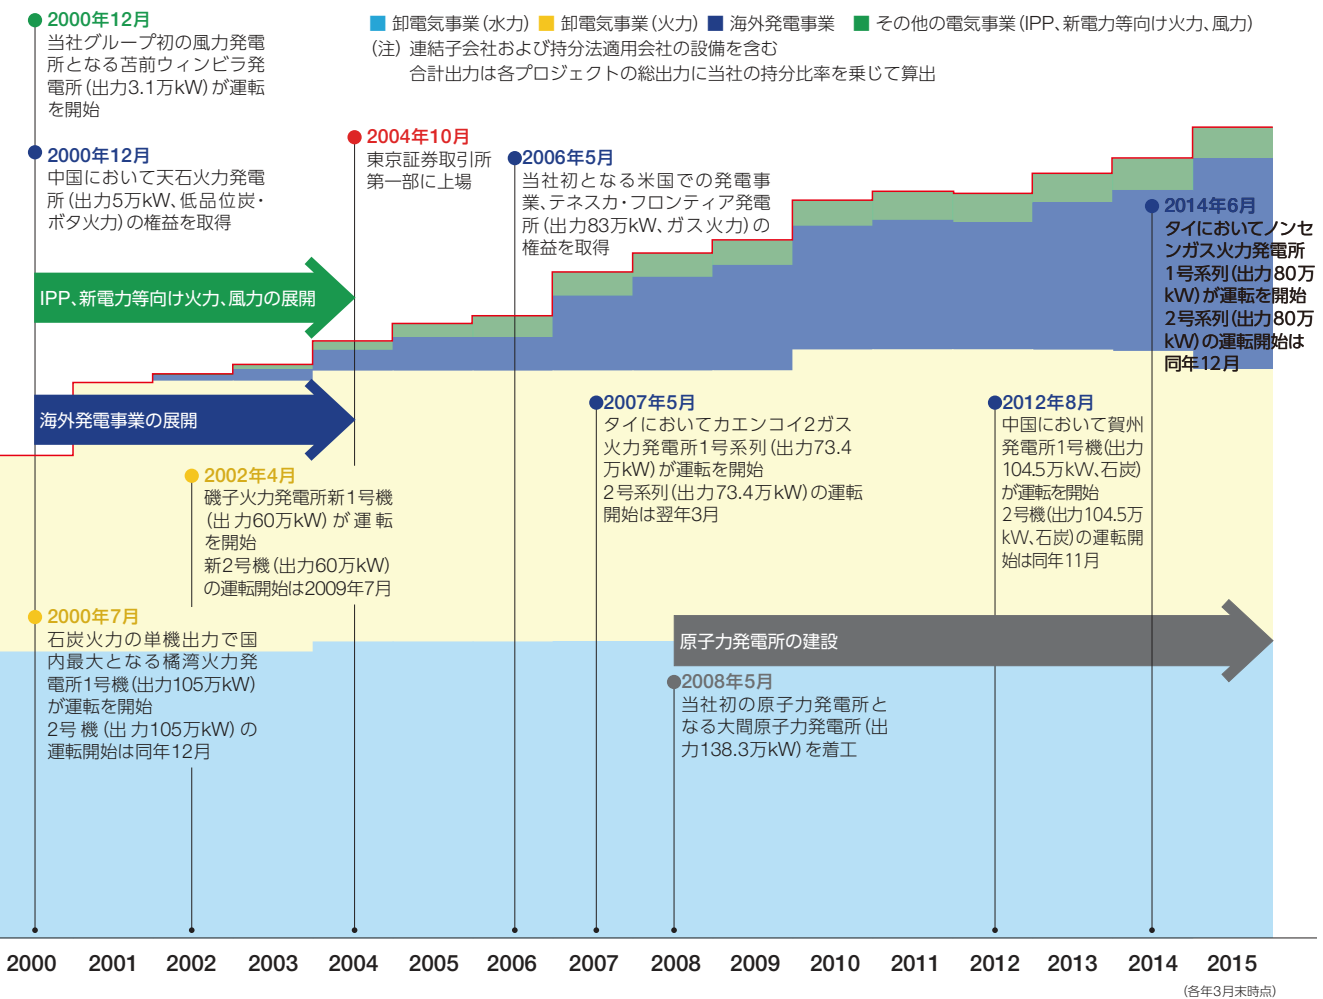 卸電気事業(水力) 卸電気事業(火力) 海外発電事業 その他の電気事業(IPP、新電力等向け火力、風力)
(注) 連結子会社および持分法適用会社の設備を含む
合計出力は各プロジェクトの総出力に当社の持分比率を乗じて算出
2000年12月
当社グループ初の風力発電
所となる苫前ウィンビラ発
電所(出力3.1万kW)が運転
を開始
2000年12月
中国において天石火力発電
所(出力5万kW、低品位炭・
ボタ火力)の権益を取得
2004年10月
東京証券取引所
第一部に上場
2006年5月
当社初となる米国での発電事
業、テネスカ・フロンティア発電
所(出力83万kW、ガス火力)の
権益を取得
2014年6月
タイにおいてノンセ
ンガス火力発電所
1号系列(出力80万
kW)が運転を開始
2号系列(出力80万
kW)の運転開始は
同年12月
IPP、新電力等向け火力、風力の展開
海外発電事業の展開
2002年4月
磯子火力発電所新1号機
(出力60万kW)が運転
を開始
新2号機(出力60万kW)
の運転開始は2009年7月
2007年5月
タイにおいてカエンコイ2ガス
火力発電所1号系列(出力73.4
万kW)が運転を開始
2号系列(出力73.4万kW)の運転
開始は翌年3月
2012年8月
中国において賀州
発電所1号機(出力
104.5万kW、石炭)
が運転を開始
2号機(出力104.5万
kW、石炭)の運転開
始は同年11月
2000年7月
石炭火力の単機出力で国
内最大となる橘湾火力発
電所1号機(出力105万kW)
が運転を開始
2号機(出力105万kW)の
運転開始は同年12月
原子力発電所の建設
2008年5月
当社初の原子力発電所と
なる大間原子力発電所(出
力138.3万kW)を着工
2000 2001 2002 2003 2004 2005 2006 2007 2008 2009 2010 2011 2012 2013 2014 2015
(各年3月末時点)